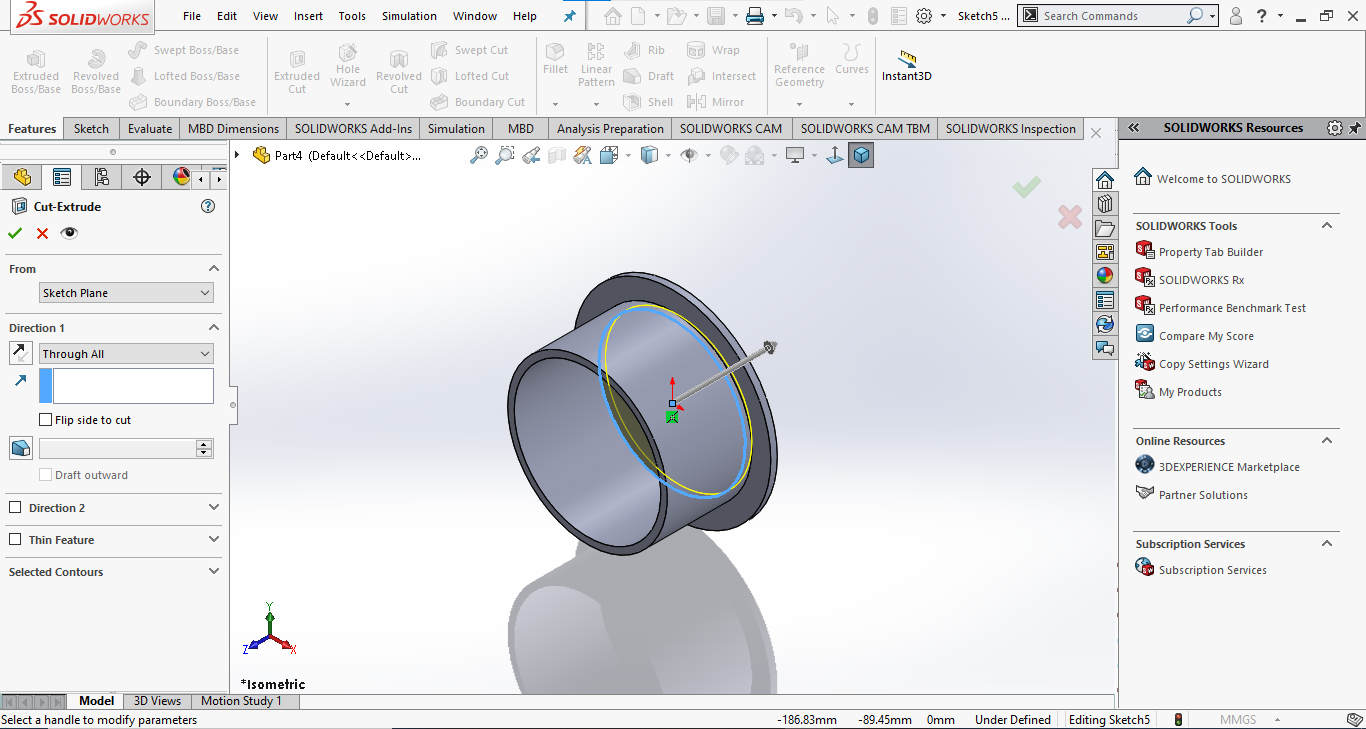 SOLIDWORKS File Edit View Insert Tools Simulation Window Help Sketch5 ... Search Commands ?
Extruded Boss/Base
Revolved Boss/Base
Swept Boss/Base
Lofted Boss/Base
Boundary Boss/Base
Extruded Cut
Hole Wizard
Revolved Cut
Swept Cut
Lofted Cut
Boundary Cut
Fillet
Linear Pattern
Rib
Draft
Shell
Wrap
Intersect
Mirror
Reference Geometry
Curves
Instant3D
Features Sketch Evaluate MBD Dimensions SOLIDWORKS Add-Ins Simulation MBD Analysis Preparation SOLIDWORKS CAM SOLIDWORKS CAM TBM SOLIDWORKS Inspection
Part4 (Default<<Default>...
Cut-Extrude
From
Sketch Plane
Direction 1
Through All
Flip side to cut
Draft outward
Direction 2
Thin Feature
Selected Contours
Y
Z
X
*Isometric
SOLIDWORKS Resources
Welcome to SOLIDWORKS
SOLIDWORKS Tools
Property Tab Builder
SOLIDWORKS Rx
Performance Benchmark Test
Compare My Score
Copy Settings Wizard
My Products
Online Resources
3DEXPERIENCE Marketplace
Partner Solutions
Subscription Services
Subscription Services
Model 3D Views Motion Study 1
Select a handle to modify parameters -186.83mm -89.45mm 0mm Under Defined Editing Sketch5 MMGS